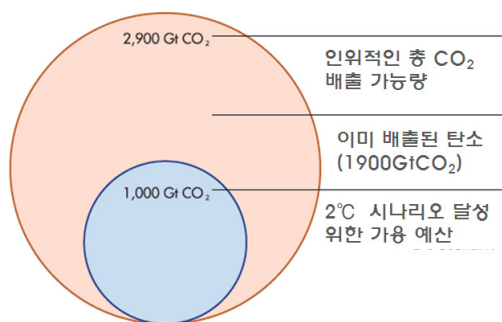 2,900 Gt CO₂
인위적인 총 CO₂
배출 가능량
이미 배출된 탄소
(1900GtCO₂)
1,000 Gt CO₂
2℃ 시나리오 달성
위한 가용 예산